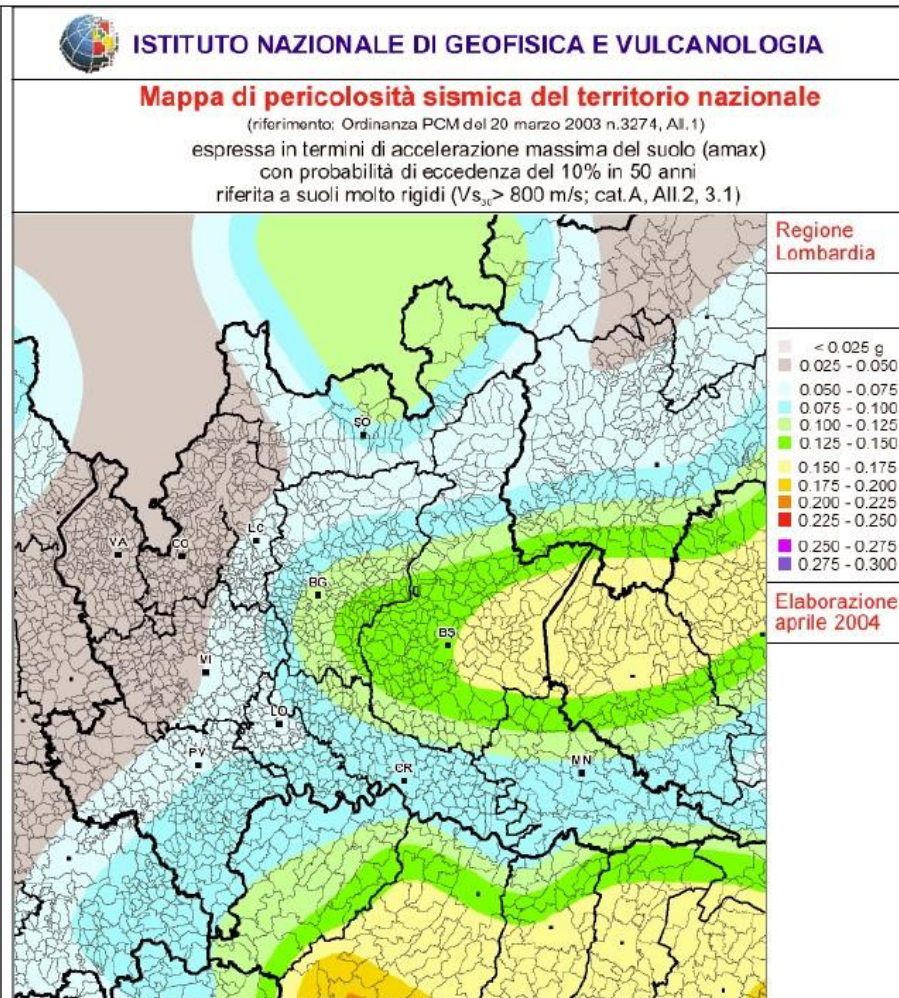 ISTITUTO NAZIONALE DI GEOFISICA E VULCANOLOGIA
Mappa di pericolosità sismica del territorio nazionale
(riferimento: Ordinanza PCM del 20 marzo 2003 n.3274, All.1)
espressa in termini di accelerazione massima del suolo (amax)
con probabilità di eccedenza del 10% in 50 anni
riferita a suoli molto rigidi (Vs₃₀> 800 m/s; cat.A, All.2, 3.1)
Regione
Lombardia
< 0.025 g
0.025 - 0.050
0.050 - 0.075
0.075 - 0.100
0.100 - 0.125
0.125 - 0.150
0.150 - 0.175
0.175 - 0.200
0.200 - 0.225
0.225 - 0.250
0.250 - 0.275
0.275 - 0.300
Elaborazione
aprile 2004
SO
VA
CO
LC
BG
BS
MI
LO
PV
CR
MN